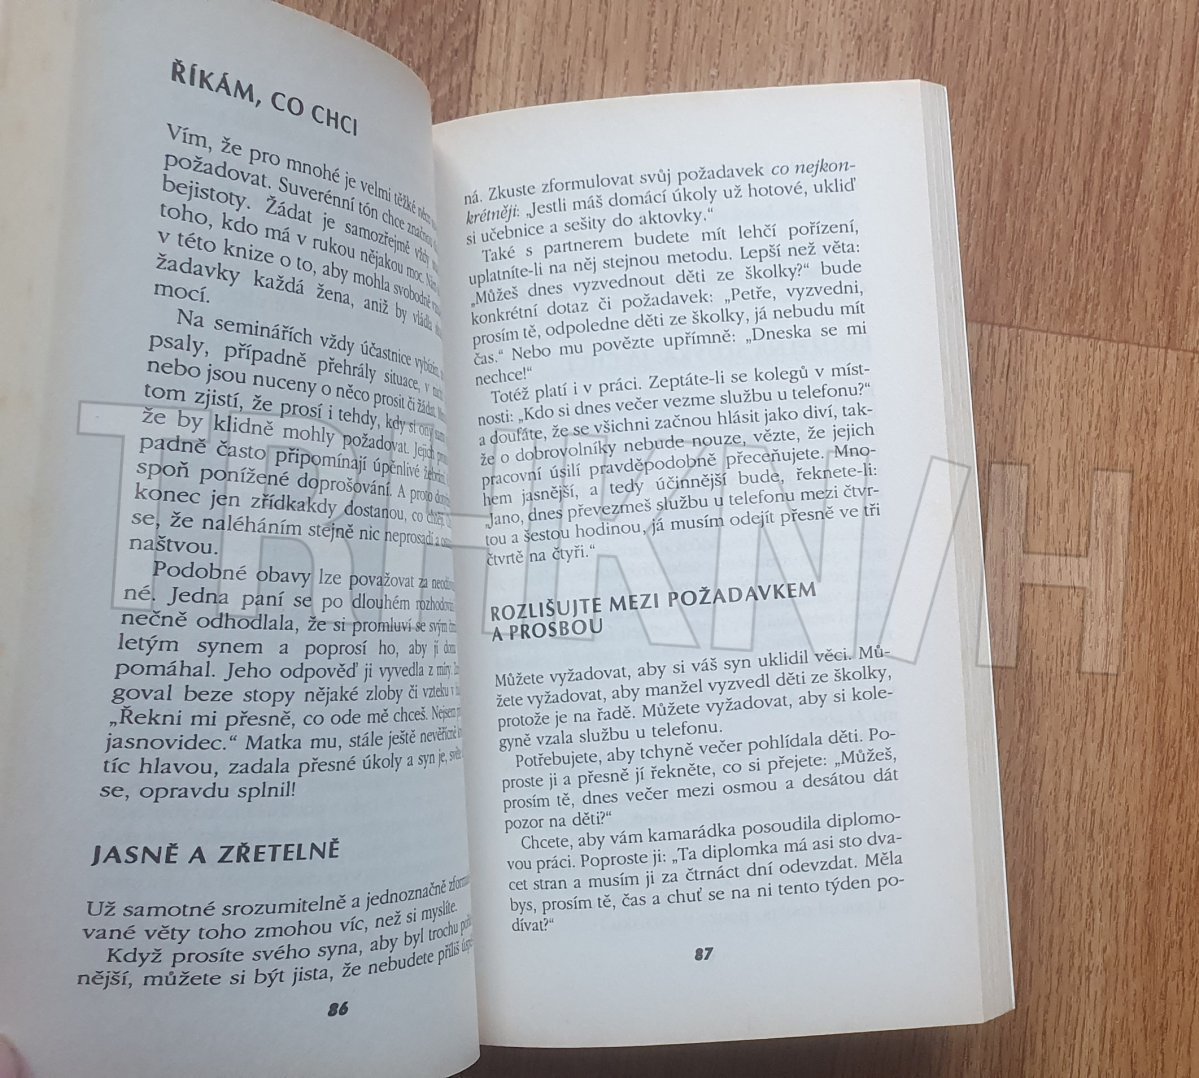 ŘÍKÁM, CO CHCI
Vím, že pro mnohé je velmi těžké
požadovat. Suverénní tón chce
bejistoty. Žádat je samozřejmě vždy
toho, kdo má v rukou nějakou moc.
v této knize o to, aby mohla svobodně
žadavky každá žena, aniž by vládla
mocí.
Na seminářích vždy účastnice
psaly, případně přehrály situace, v
nebo jsou nuceny o něco prosit či žádat.
tom zjistí, že prosí i tehdy, kdy si
že by klidně mohly požadovat. Jejich
padně často připomínají úpěnlivé
spoň ponížené doprošování. A proto
konec jen zřídkakdy dostanou, co
se, že naléháním stejně nic neprosadí a
naštvou.
Podobné obavy lze považovat za
né. Jedna paní se po dlouhém
nečně odhodlala, že si promluví se svým
letým synem a poprosí ho, aby jí
pomáhal. Jeho odpověď ji vyvedla z míry.
goval beze stopy nějaké zloby či vzteku v
„Řekni mi přesně, co ode mě chceš. Nejsem
jasnovidec.“ Matka mu, stále ještě nevěřícně
tíc hlavou, zadala přesné úkoly a syn je,
se, opravdu splnil!
JASNĚ A ZŘETELNĚ
Už samotné srozumitelně a jednoznačně
vané věty toho zmohou víc, než si myslíte.
Když prosíte svého syna, aby byl trochu
nější, můžete si být jista, že nebudete příliš
86
ná. Zkuste zformulovat svůj požadavek co nejkon-
krétněji: „Jestli máš domácí úkoly už hotové, ukliď
si učebnice a sešity do aktovky.“
Také s partnerem budete mít lehčí pořízení,
uplatníte-li na něj stejnou metodu. Lepší než věta:
„Můžeš dnes vyzvednout děti ze školky?“ bude
konkrétní dotaz či požadavek: „Petře, vyzvedni,
prosím tě, odpoledne děti ze školky, já nebudu mít
čas.“ Nebo mu povězte upřímně: „Dneska se mi
nechce!“
Totéž platí i v práci. Zeptáte-li se kolegů v míst-
nosti: „Kdo si dnes večer vezme službu u telefonu?“
a doufáte, že se všichni začnou hlásit jako diví, tak-
že o dobrovolníky nebude nouze, vězte, že jejich
pracovní úsilí pravděpodobně přeceňujete. Mno-
hem jasnější, a tedy účinnější bude, řeknete-li:
„Jano, dnes převezmeš službu u telefonu mezi čtvr-
tou a šestou hodinou, já musím odejít přesně ve tři
čtvrtě na čtyři.“
ROZLIŠUJTE MEZI POŽADAVKEM
A PROSBOU
Můžete vyžadovat, aby si váš syn uklidil věci. Mů-
žete vyžadovat, aby manžel vyzvedl děti ze školky,
protože je na řadě. Můžete vyžadovat, aby si kole-
gyně vzala službu u telefonu.
Potřebujete, aby tchyně večer pohlídala děti. Po-
proste ji a přesně jí řekněte, co si přejete: „Můžeš,
prosím tě, dnes večer mezi osmou a desátou dát
pozor na děti?“
Chcete, aby vám kamarádka posoudila diplomo-
vou práci. Poproste ji: „Ta diplomka má asi sto dva-
cet stran a musím ji za čtrnáct dní odevzdat. Měla
bys, prosím tě, čas a chuť se na ni tento týden po-
dívat?“
87